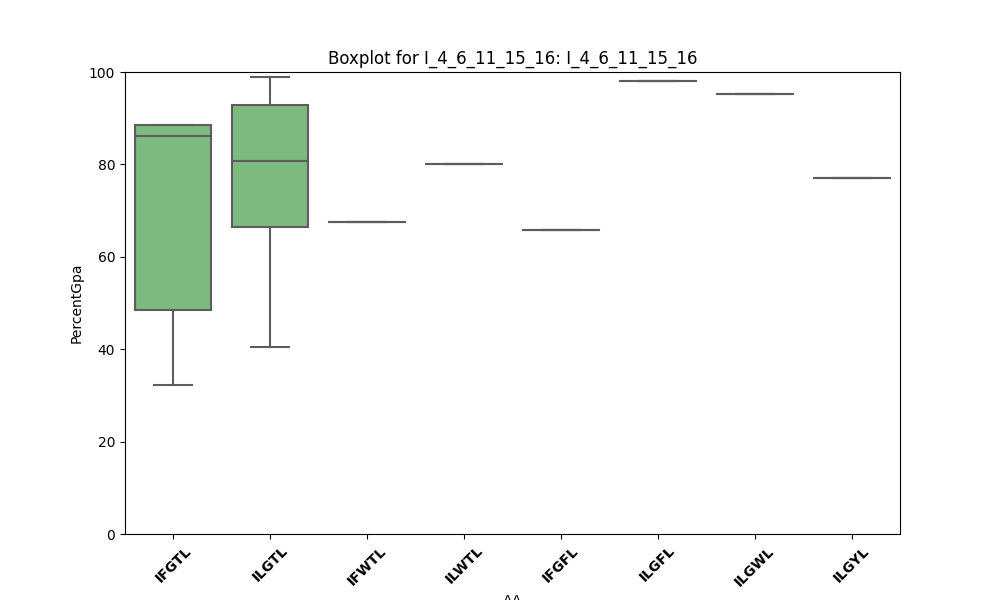 Boxplot for I_4_6_11_15_16: I_4_6_11_15_16
100
80
60
40
20
0
PercentGpa
IFGTL
ILGTL
IFWTL
ILWTL
IFGFL
ILGFL
ILGWL
ILGYL
AA